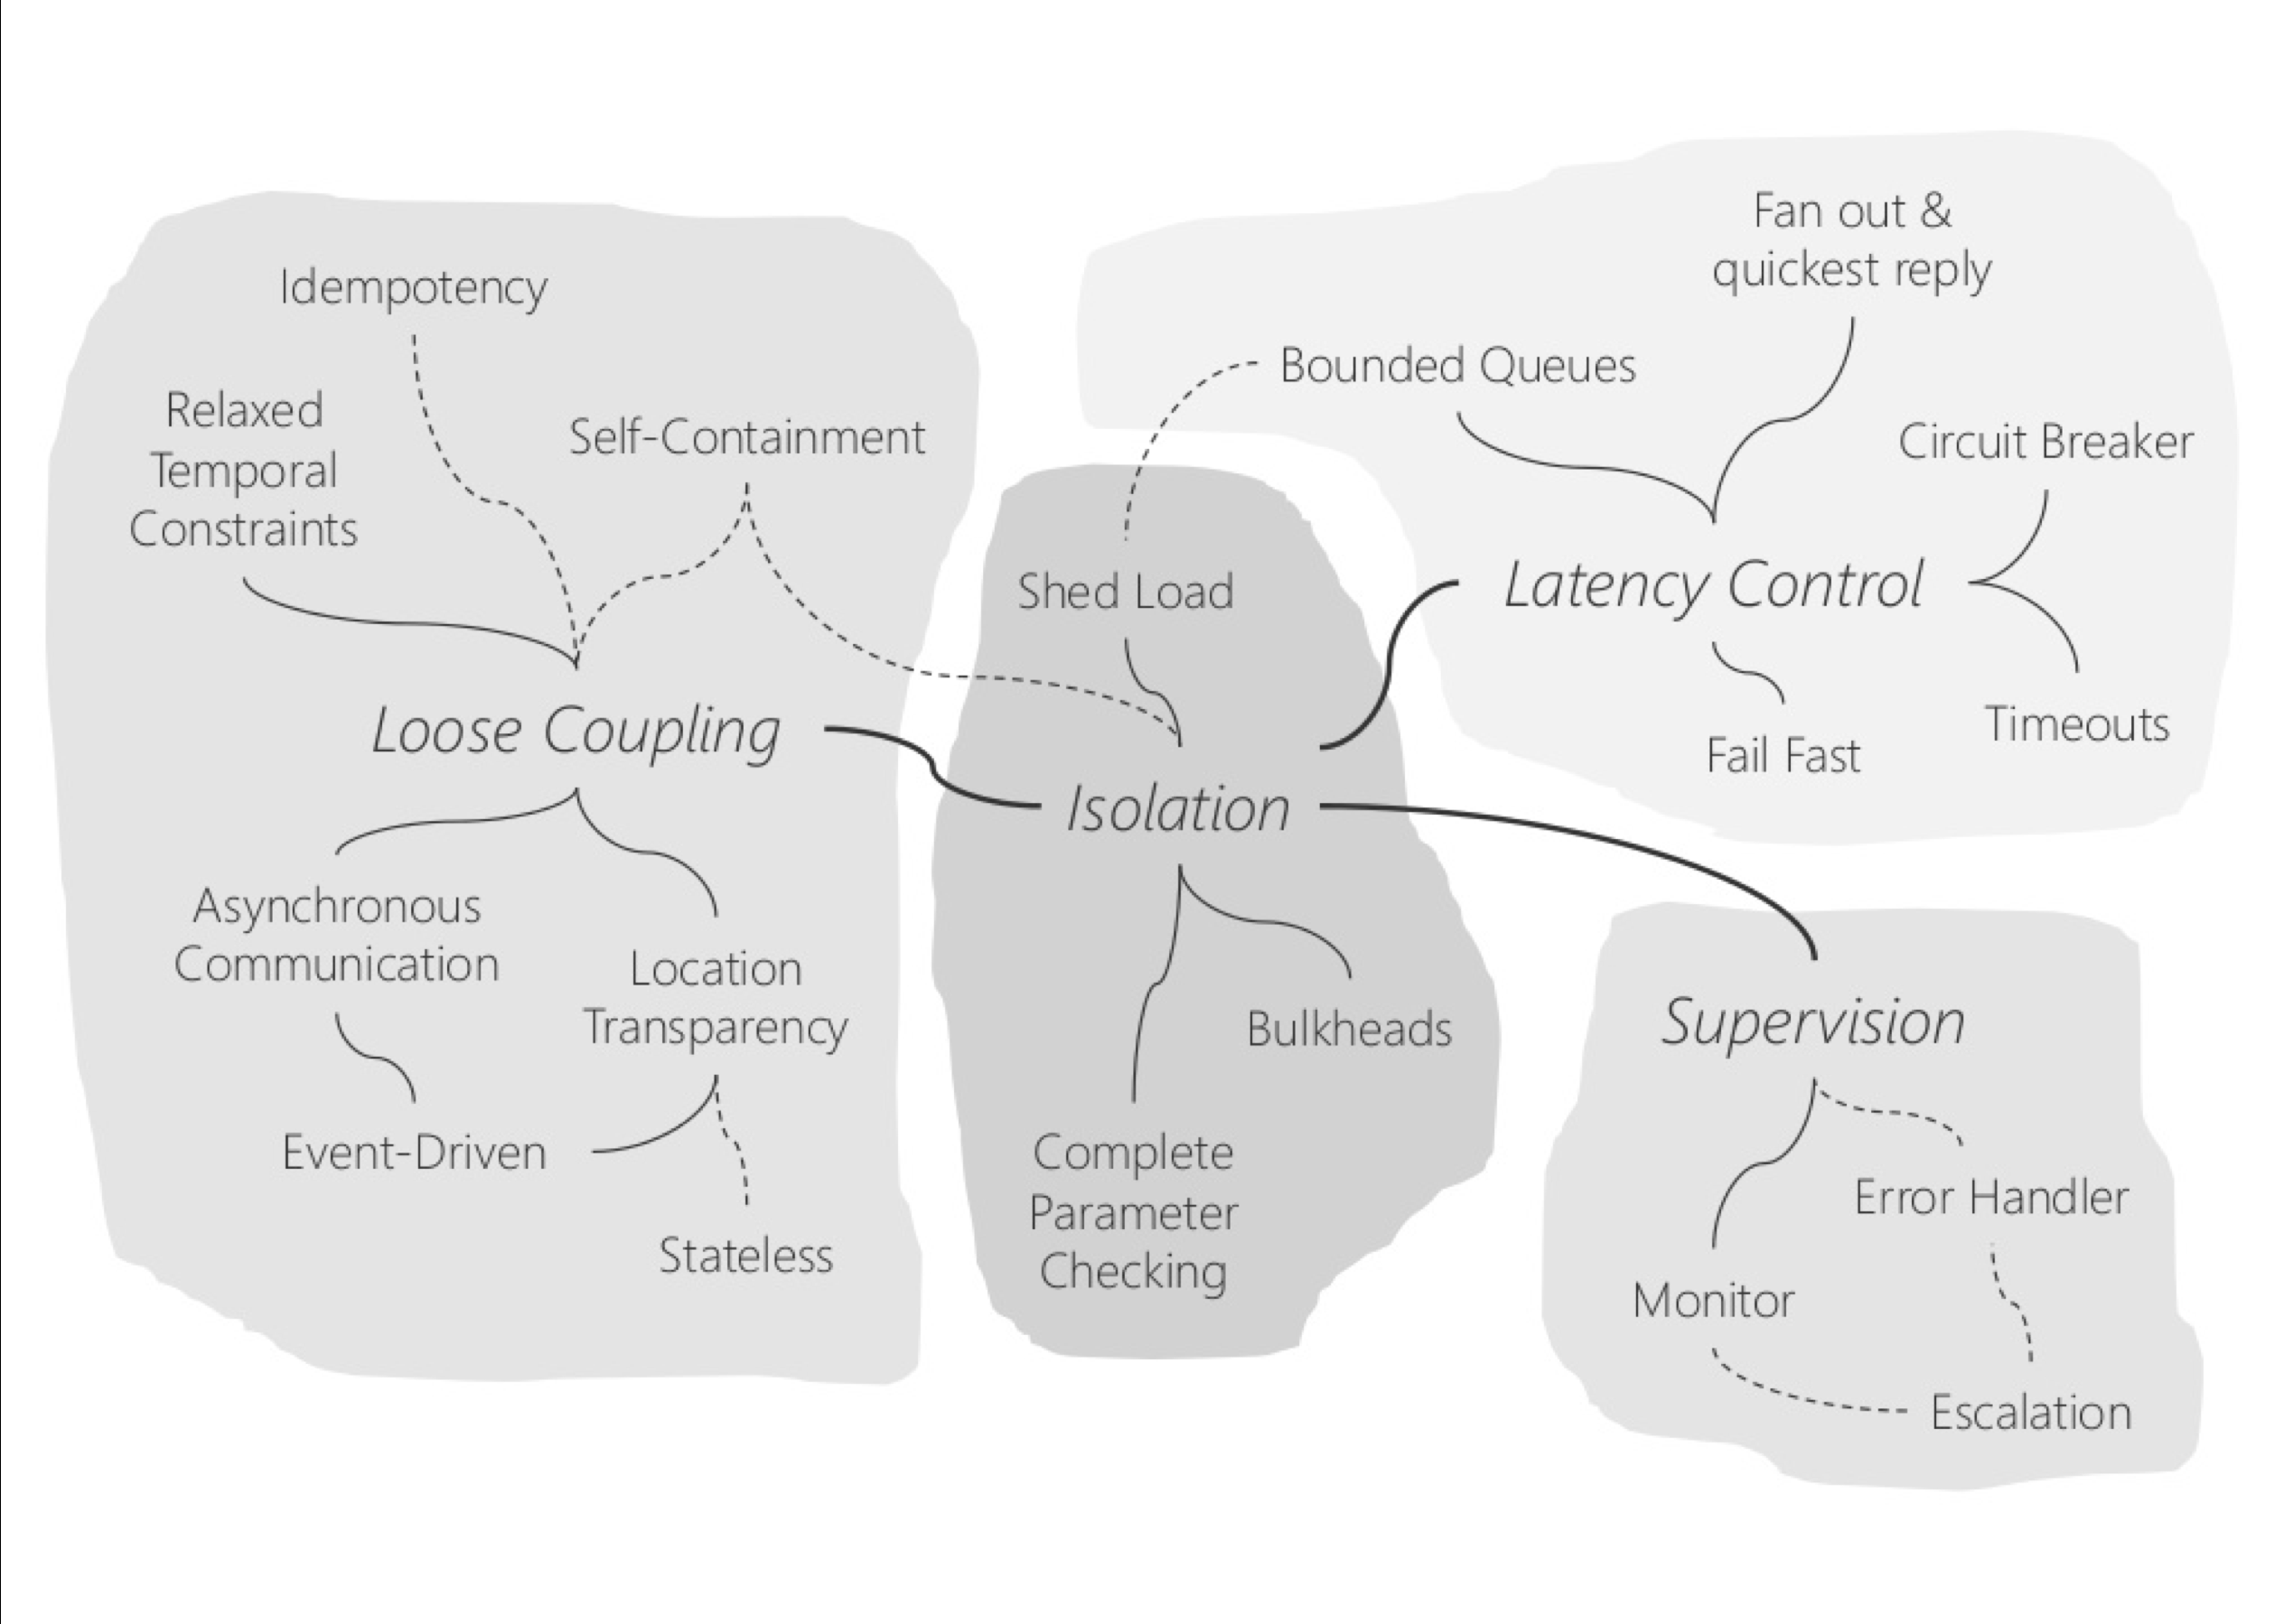 Idempotency
Relaxed
Temporal
Constraints
Self-Containment
Loose Coupling
Asynchronous
Communication
Location
Transparency
Event-Driven
Stateless
Shed Load
Isolation
Bulkheads
Complete
Parameter
Checking
Fan out &
quickest reply
Bounded Queues
Circuit Breaker
Latency Control
Timeouts
Fail Fast
Supervision
Error Handler
Monitor
Escalation